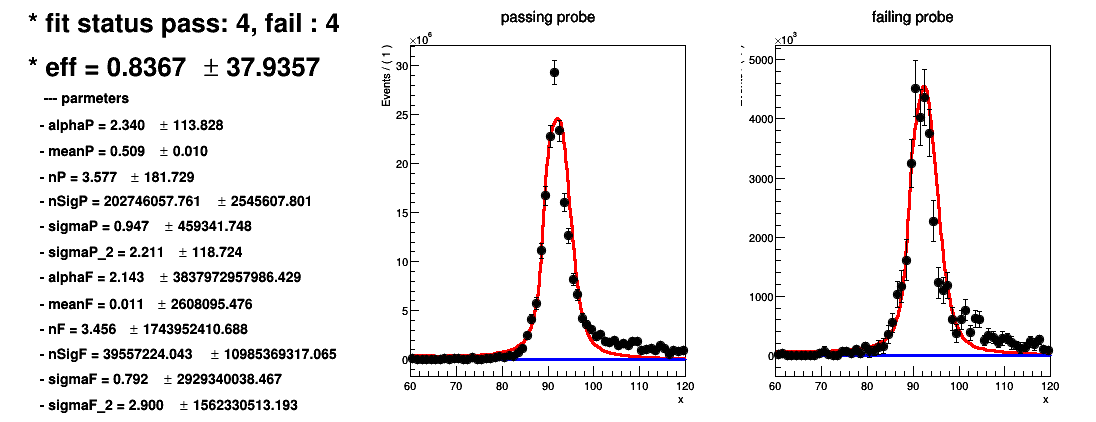 * fit status pass: 4, fail : 4
* eff = 0.8367 ± 37.9357
--- parmeters
- alphaP = 2.340 ± 113.828
- meanP = 0.509 ± 0.010
- nP = 3.577 ± 181.729
- nSigP = 202746057.761 ± 2545607.801
- sigmaP = 0.947 ± 459341.748
- sigmaP_2 = 2.211 ± 118.724
- alphaF = 2.143 ± 3837972957986.429
- meanF = 0.011 ± 2608095.476
- nF = 3.456 ± 1743952410.688
- nSigF = 39557224.043 ± 10985369317.065
- sigmaF = 0.792 ± 2929340038.467
- sigmaF_2 = 2.900 ± 1562330513.193
passing probe
×10⁶
Events / ( 1 )
30
25
20
15
10
5
0
60 70 80 90 100 110 120
x
failing probe
×10³
5000
4000
3000
2000
1000
0
60 70 80 90 100 110 120
x